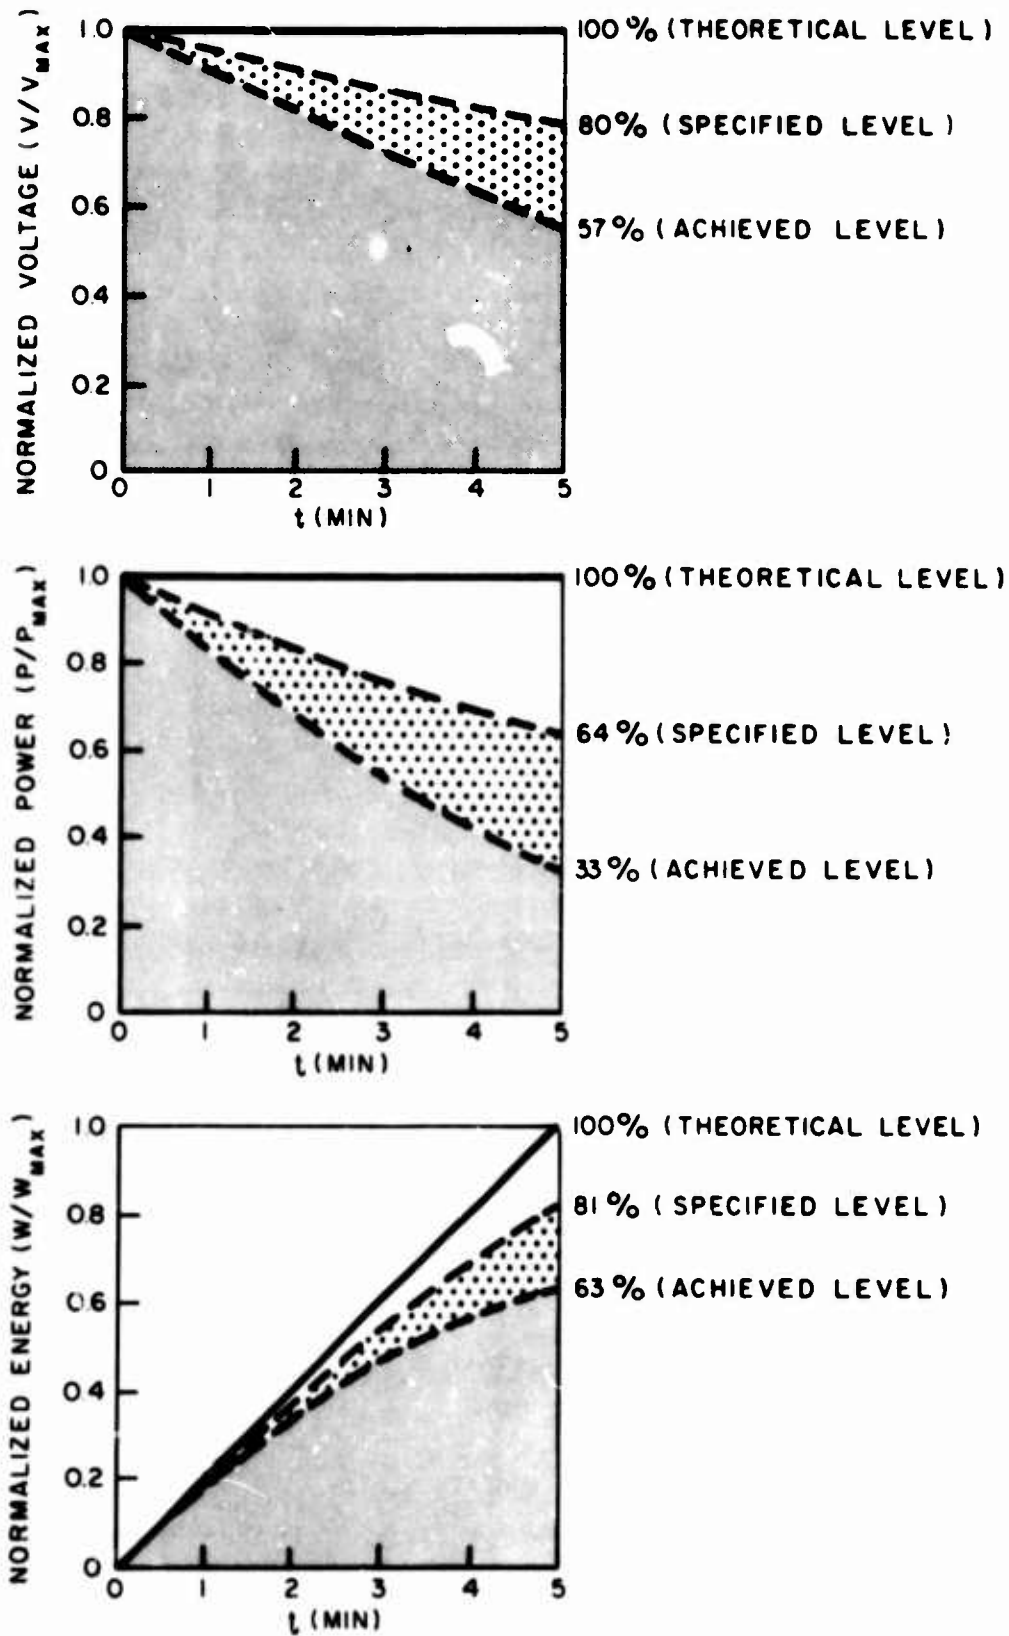 NORMALIZED VOLTAGE (V/VMAX)
1.0
0.8
0.6
0.4
0.2
0
0 1 2 3 4 5
t (MIN)
100% (THEORETICAL LEVEL)
80% (SPECIFIED LEVEL)
57% (ACHIEVED LEVEL)
NORMALIZED POWER (P/PMAX)
1.0
0.8
0.6
0.4
0.2
0
0 1 2 3 4 5
t (MIN)
100% (THEORETICAL LEVEL)
64% (SPECIFIED LEVEL)
33% (ACHIEVED LEVEL)
NORMALIZED ENERGY (W/WMAX)
1.0
0.8
0.6
0.4
0.2
0
0 1 2 3 4 5
t (MIN)
100% (THEORETICAL LEVEL)
81% (SPECIFIED LEVEL)
63% (ACHIEVED LEVEL)